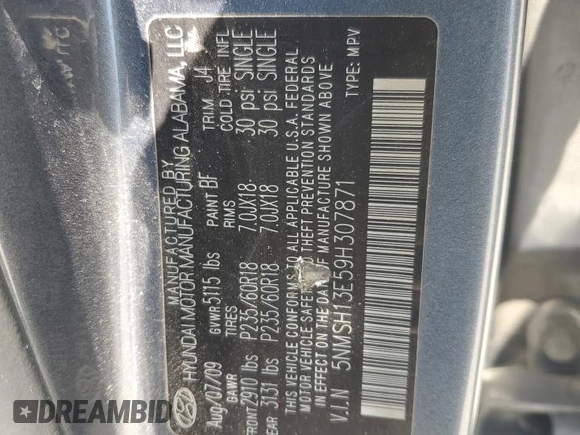 MANUFACTURED BY
HYUNDAI MOTOR MANUFACTURING ALABAMA, LLC
Aug/07/09 GVWR 5115 lbs PAINT BF TRIM J4
GAWR TIRES RIMS COLD TIRE INFL
FRONT 2910 lbs P235/60R18 7.0JX18 30 psi SINGLE
REAR 3131 lbs P235/60R18 7.0JX18 30 psi SINGLE
THIS VEHICLE CONFORMS TO ALL APPLICABLE U.S.A. FEDERAL
MOTOR VEHICLE SAFETY AND THEFT PREVENTION STANDARDS
IN EFFECT ON THE DATE OF MANUFACTURE SHOWN ABOVE
V.I.N 5NMSH13E59H307871 TYPE: MPV
DEALERS CLUB